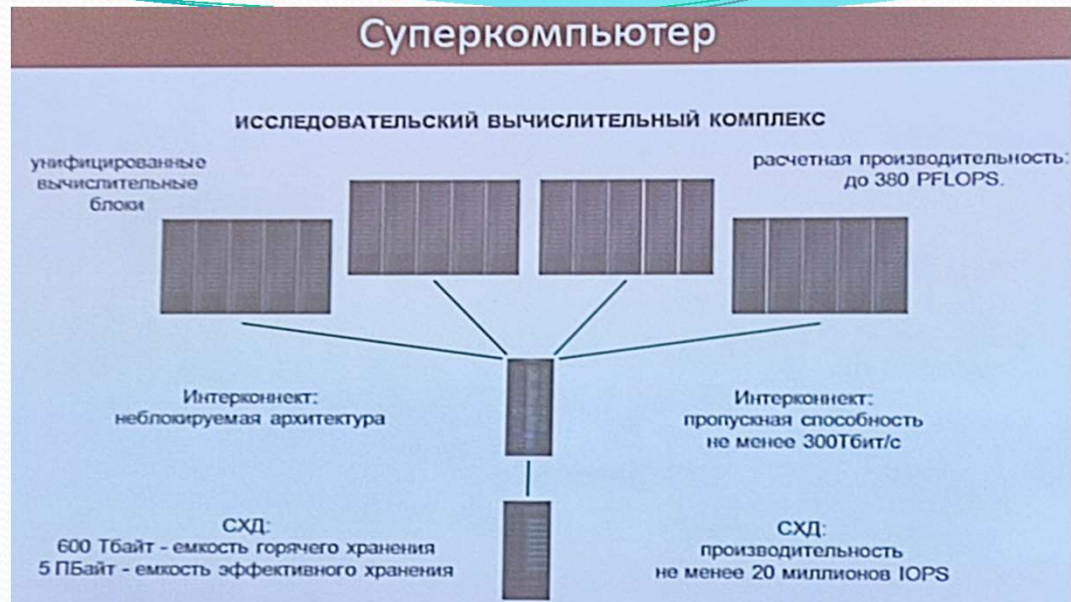 Суперкомпьютер
ИССЛЕДОВАТЕЛЬСКИЙ ВЫЧИСЛИТЕЛЬНЫЙ КОМПЛЕКС
унифицированные
вычислительные
блоки
расчетная производительность:
до 380 PFLOPS.
Интерконнект:
неблокируемая архитектура
Интерконнект:
пропускная способность
не менее 300Тбит/с
СХД:
600 Тбайт - емкость горячего хранения
5 ПБайт - емкость эффективного хранения
СХД:
производительность
не менее 20 миллионов IOPS